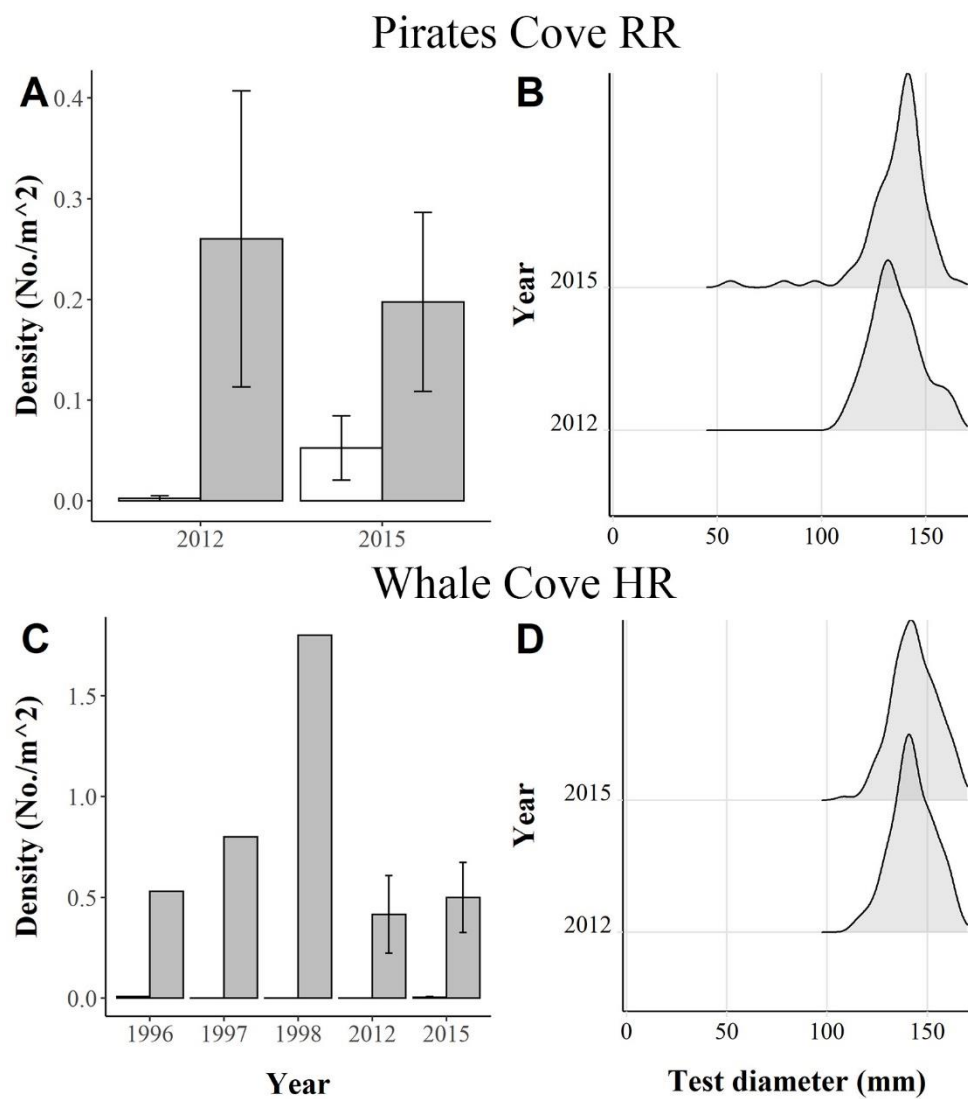 Pirates Cove RR
A
Density (No./m^2)
0.4
0.3
0.2
0.1
0.0
2012
2015
B
Year
2015
2012
0
50
100
150
Whale Cove HR
C
Density (No./m^2)
1.5
1.0
0.5
0.0
1996
1997
1998
2012
2015
Year
D
Year
2015
2012
0
50
100
150
Test diameter (mm)